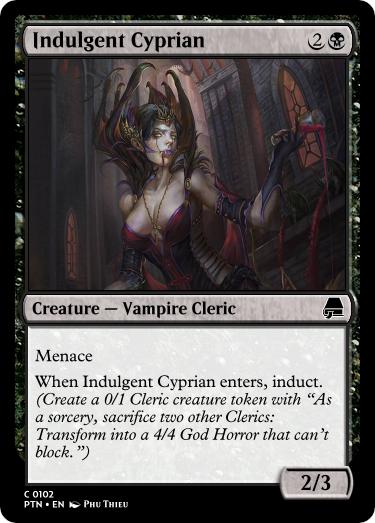 Indulgent Cyprian 2
Creature — Vampire Cleric
Menace
When Indulgent Cyprian enters, induct.
(Create a 0/1 Cleric creature token with “As
a sorcery, sacrifice two other Clerics:
Transform into a 4/4 God Horror that can’t
block.”)
2/3
C 0102
PTN • EN Phu Thieu